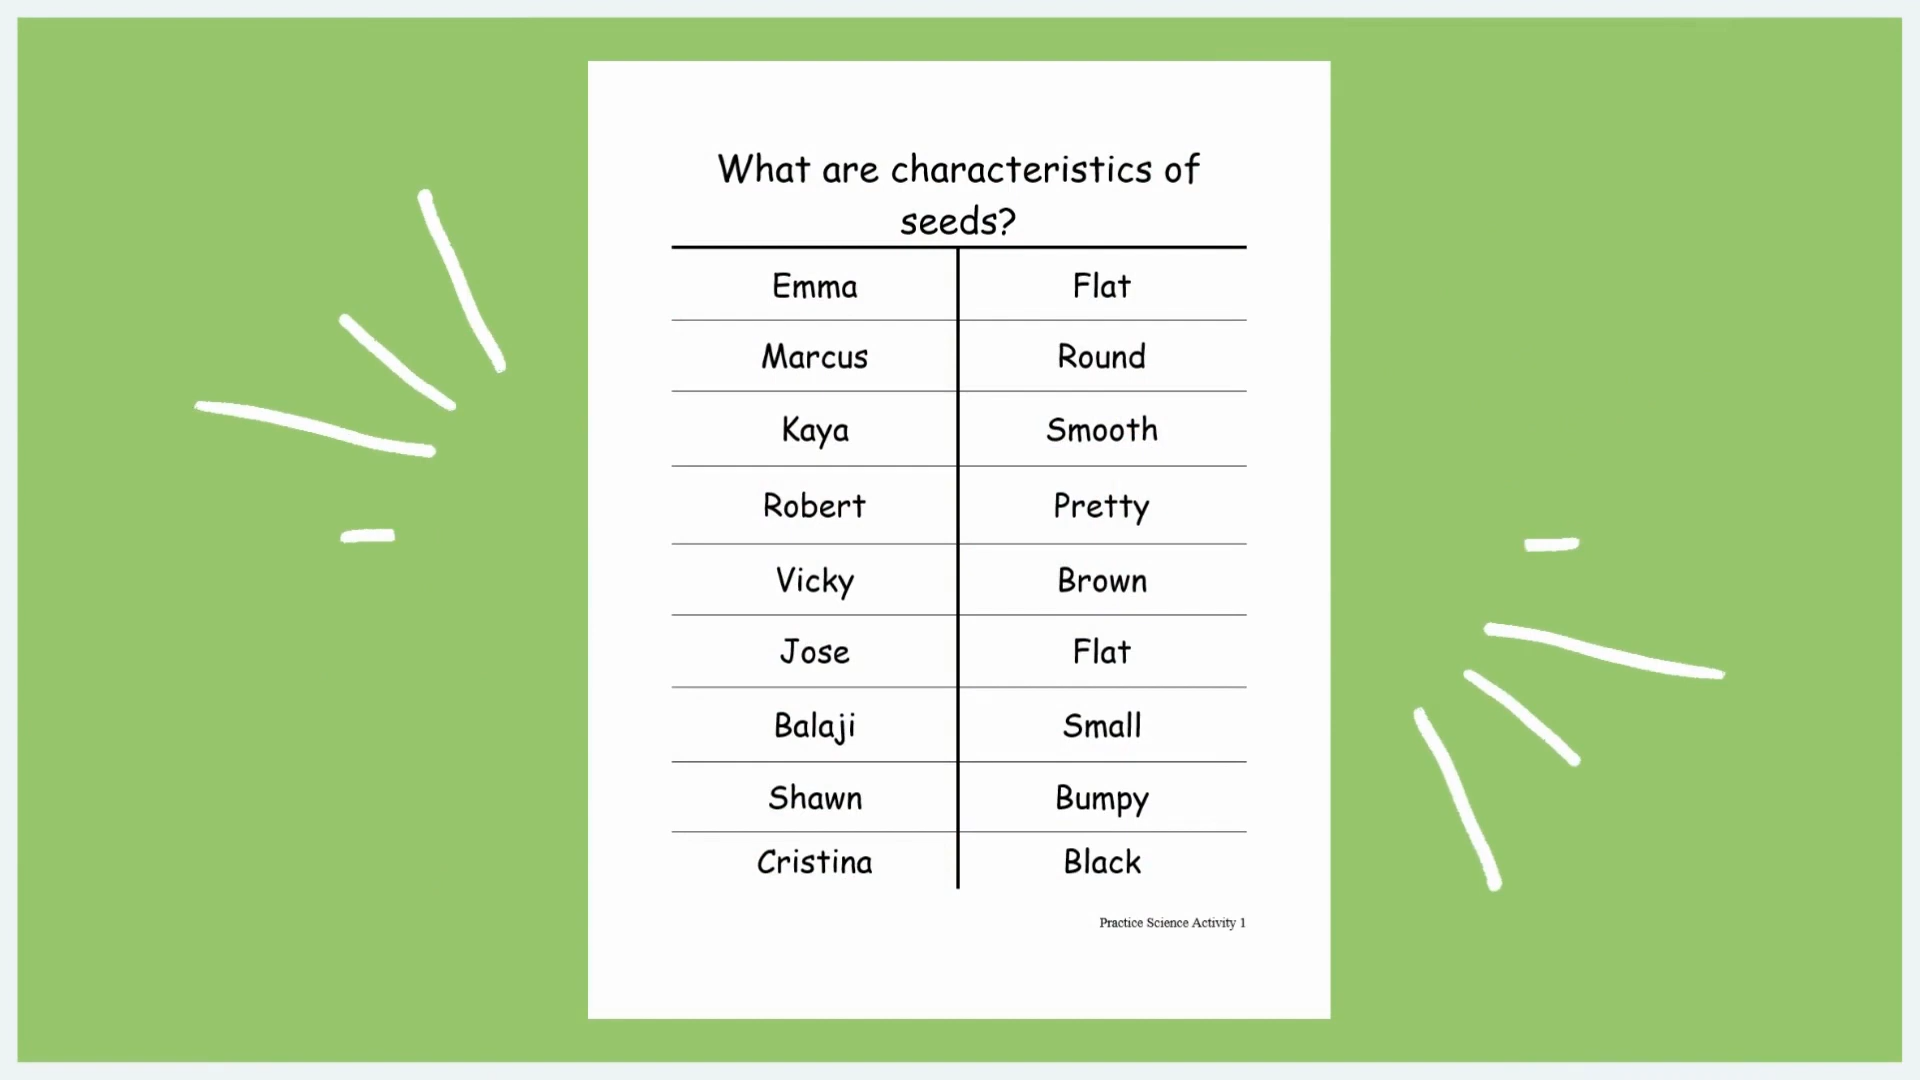 What are characteristics of
seeds?
Emma Flat
Marcus Round
Kaya Smooth
Robert Pretty
Vicky Brown
Jose Flat
Balaji Small
Shawn Bumpy
Cristina Black
Practice Science Activity 1